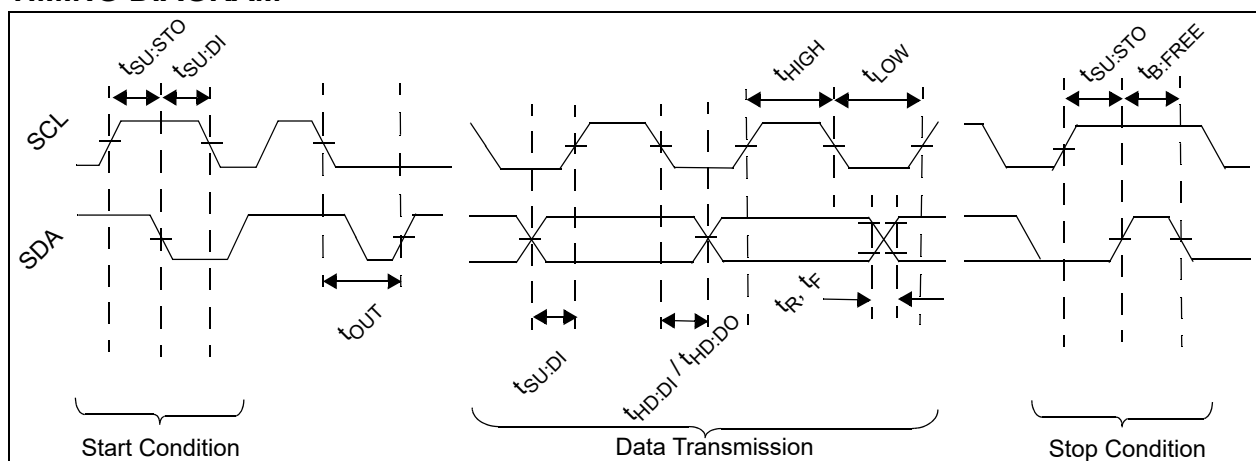 TIMING DIAGRAM
tSU:STO
tSU:DI
tHIGH
tLOW
tSU:STO
tB:FREE
SCL
SDA
tOUT
tSU:DI
tHD:DI / tHD:DO
tR, tF
Start Condition
Data Transmission
Stop Condition